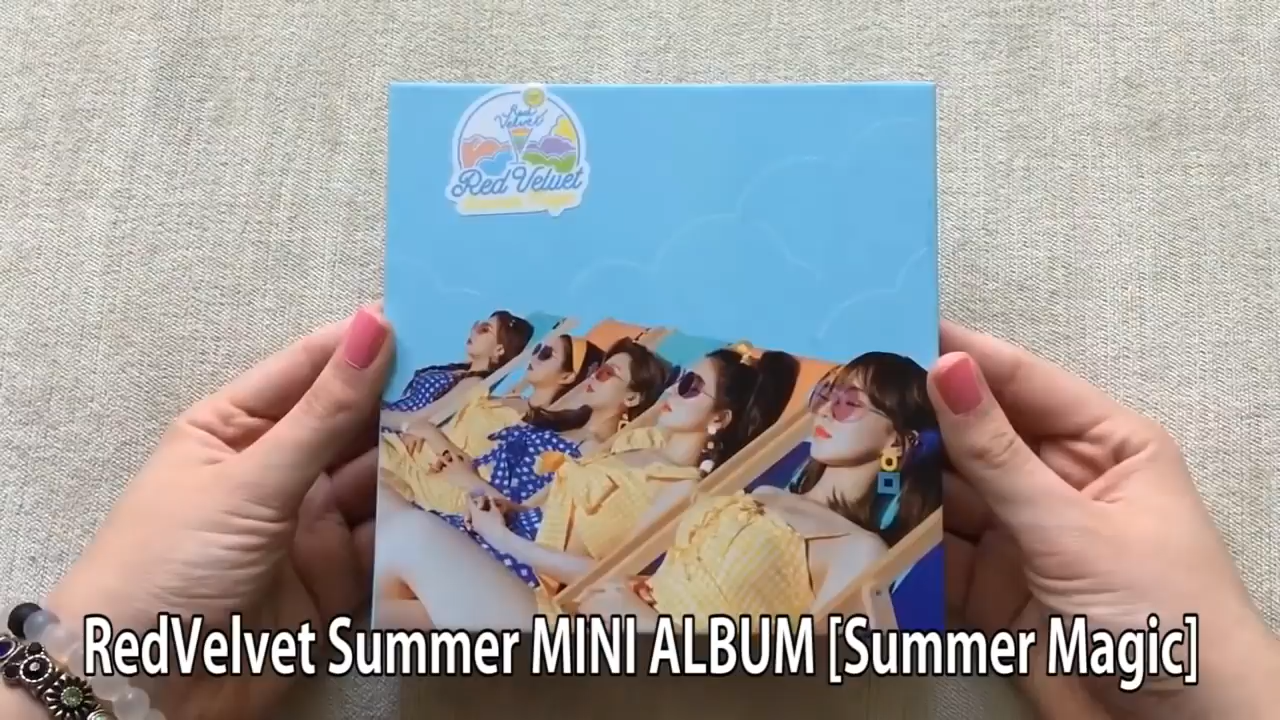 Red
Velvet
Red Velvet
RedVelvet Summer MINI ALBUM [Summer Magic]